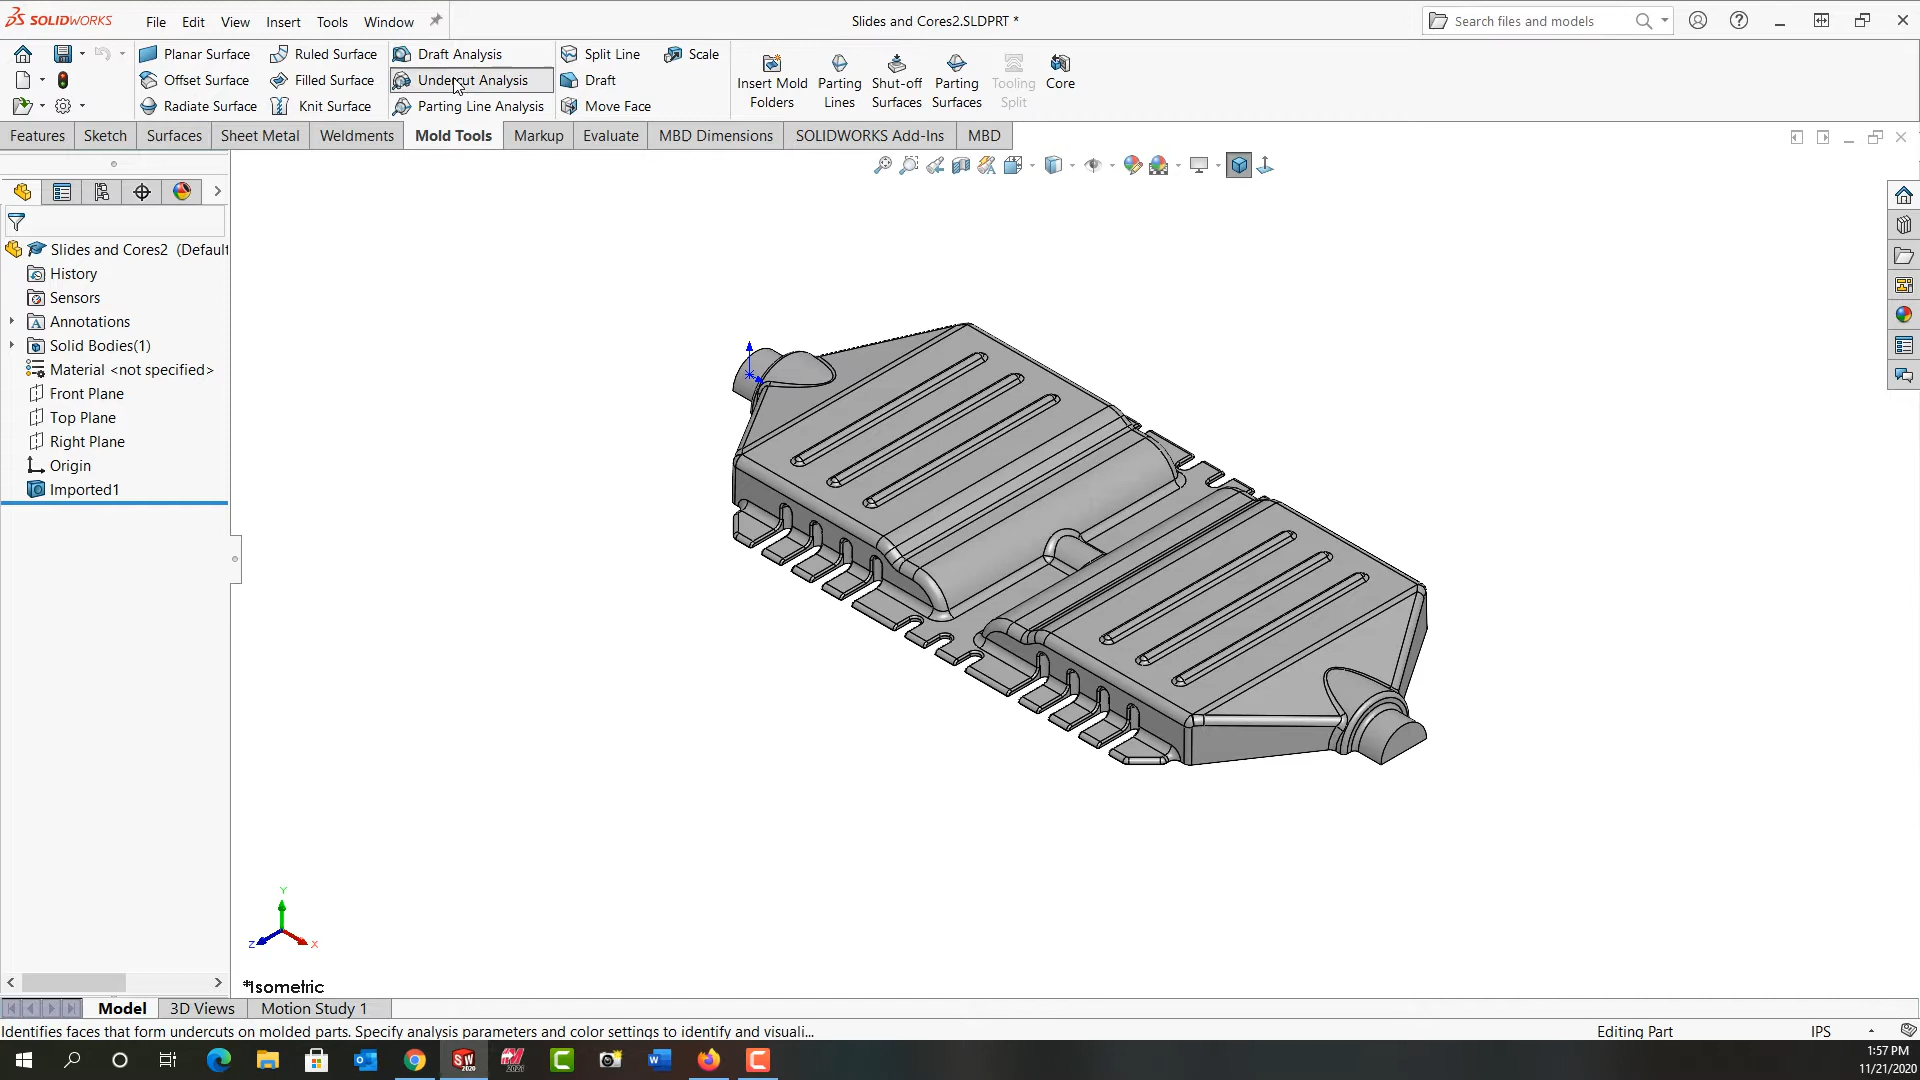 SOLIDWORKS File Edit View Insert Tools Window
Slides and Cores2.SLDPRT *
Search files and models
Planar Surface Ruled Surface Draft Analysis Split Line Scale
Offset Surface Filled Surface Undercut Analysis Draft
Radiate Surface Knit Surface Parting Line Analysis Move Face
Insert Mold Folders
Parting Lines
Shut-off Surfaces
Parting Surfaces
Tooling Split
Core
Features Sketch Surfaces Sheet Metal Weldments Mold Tools Markup Evaluate MBD Dimensions SOLIDWORKS Add-Ins MBD
Slides and Cores2 (Default
History
Sensors
Annotations
Solid Bodies(1)
Material <not specified>
Front Plane
Top Plane
Right Plane
Origin
Imported1
Y
Z
X
*Isometric
Model 3D Views Motion Study 1
Identifies faces that form undercuts on molded parts. Specify analysis parameters and color settings to identify and visuali...
Editing Part
IPS
1:57 PM
11/21/2020